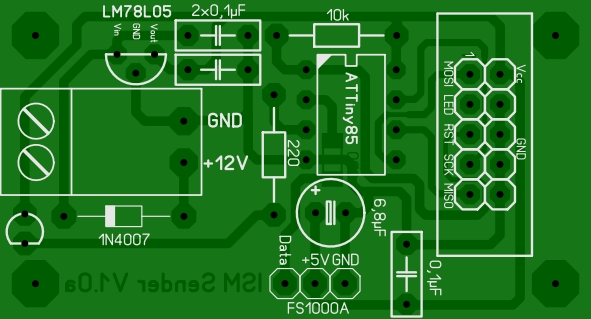 LM78L05
2x0,1µF
10k
Vin
GND
Vout
ATTiny85
1
MOSI
LED
RST
SCK
MISO
Vcc
GND
GND
+12V
220
6,8µF
+
1N4007
Data
+5V GND
FS1000A
0,1µF
ISM Sender V1.0a